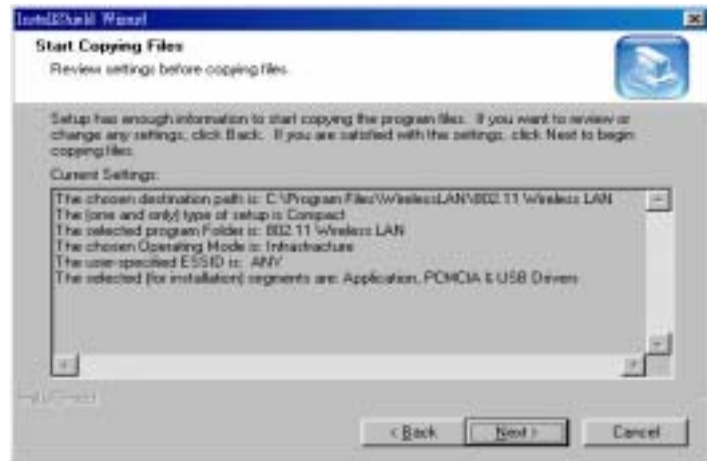 InstallShield Wizard
Start Copying Files
Review settings before copying files.
Setup has enough information to start copying the program files. If you want to review or
change any settings, click Back. If you are satisfied with the settings, click Next to begin
copying files.
Current Settings:
The chosen destination path is: C:\Program Files\WirelessLAN\802.11 Wireless LAN
The (one and only) type of setup is Compact
The selected program Folder is: 802.11 Wireless LAN
The chosen Operating Mode is: Infrastracture
The user-specified ESSID is: ANY
The selected (for installation) segments are: Application, PCMCIA & USB Drivers
InstallShield
< Back
Next >
Cancel